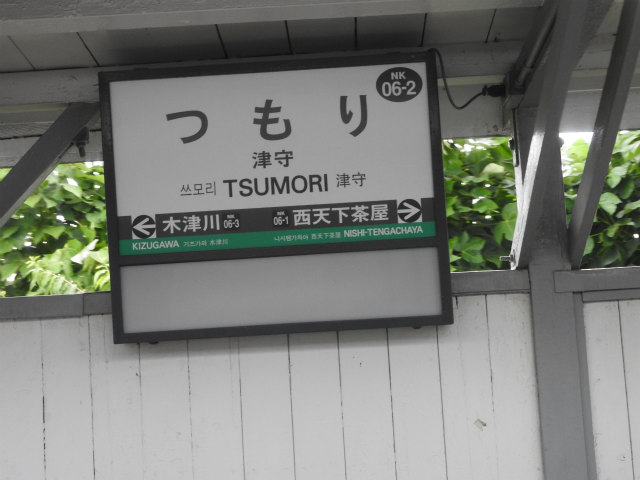 NK
06-2
つもり
津守
쓰모리 TSUMORI 津守
木津川 NK 06-3 NK 06-1 西天下茶屋
KIZUGAWA 기즈가와 木津川 니시텐가차야 西天下茶屋 NISHI-TENGACHAYA